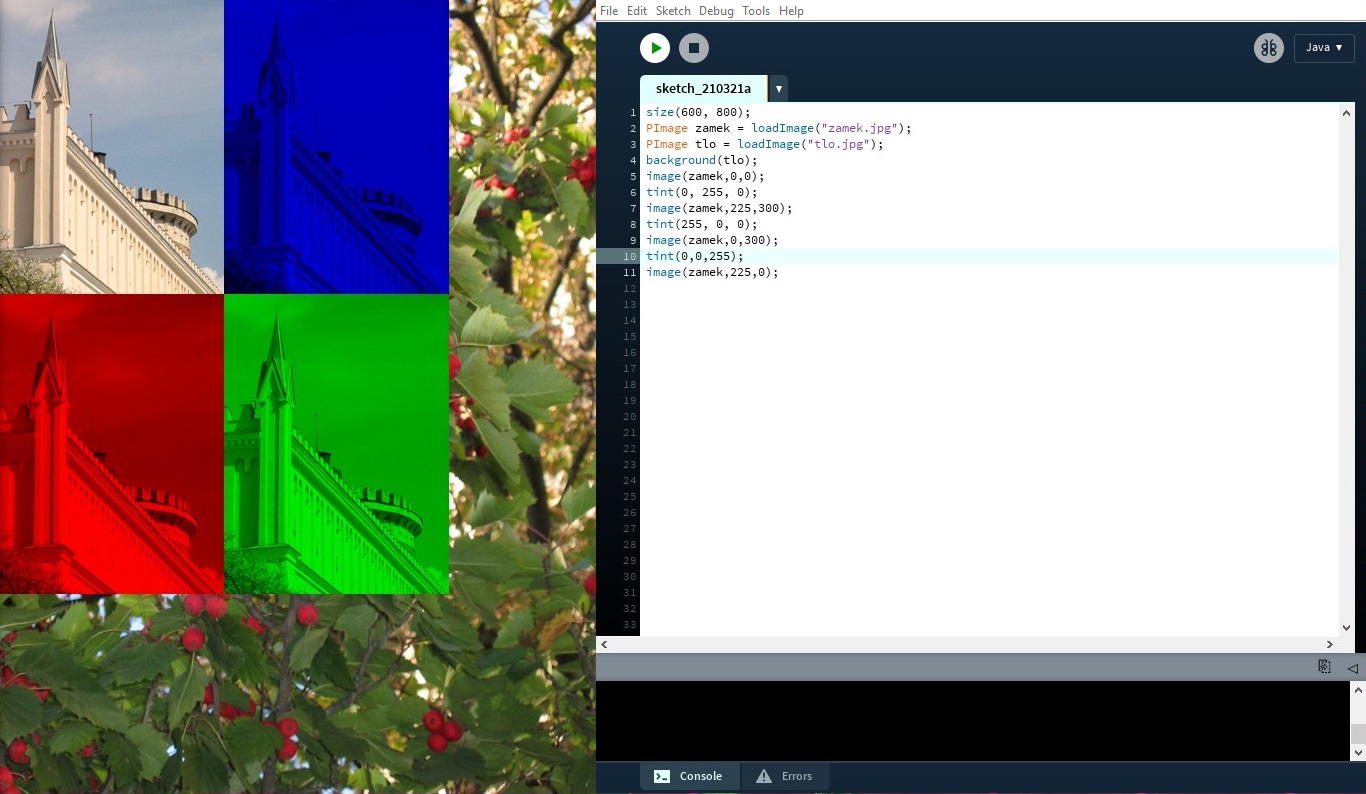 File Edit Sketch Debug Tools Help
Java ▾
sketch_210321a ▾
1 size(600, 800);
2 PImage zamek = loadImage("zamek.jpg");
3 PImage tlo = loadImage("tlo.jpg");
4 background(tlo);
5 image(zamek,0,0);
6 tint(0, 255, 0);
7 image(zamek,225,300);
8 tint(255, 0, 0);
9 image(zamek,0,300);
10 tint(0,0,255);
11 image(zamek,225,0);
12
13
14
15
16
17
18
19
20
21
22
23
24
25
26
27
28
29
30
31
32
33
Console Errors